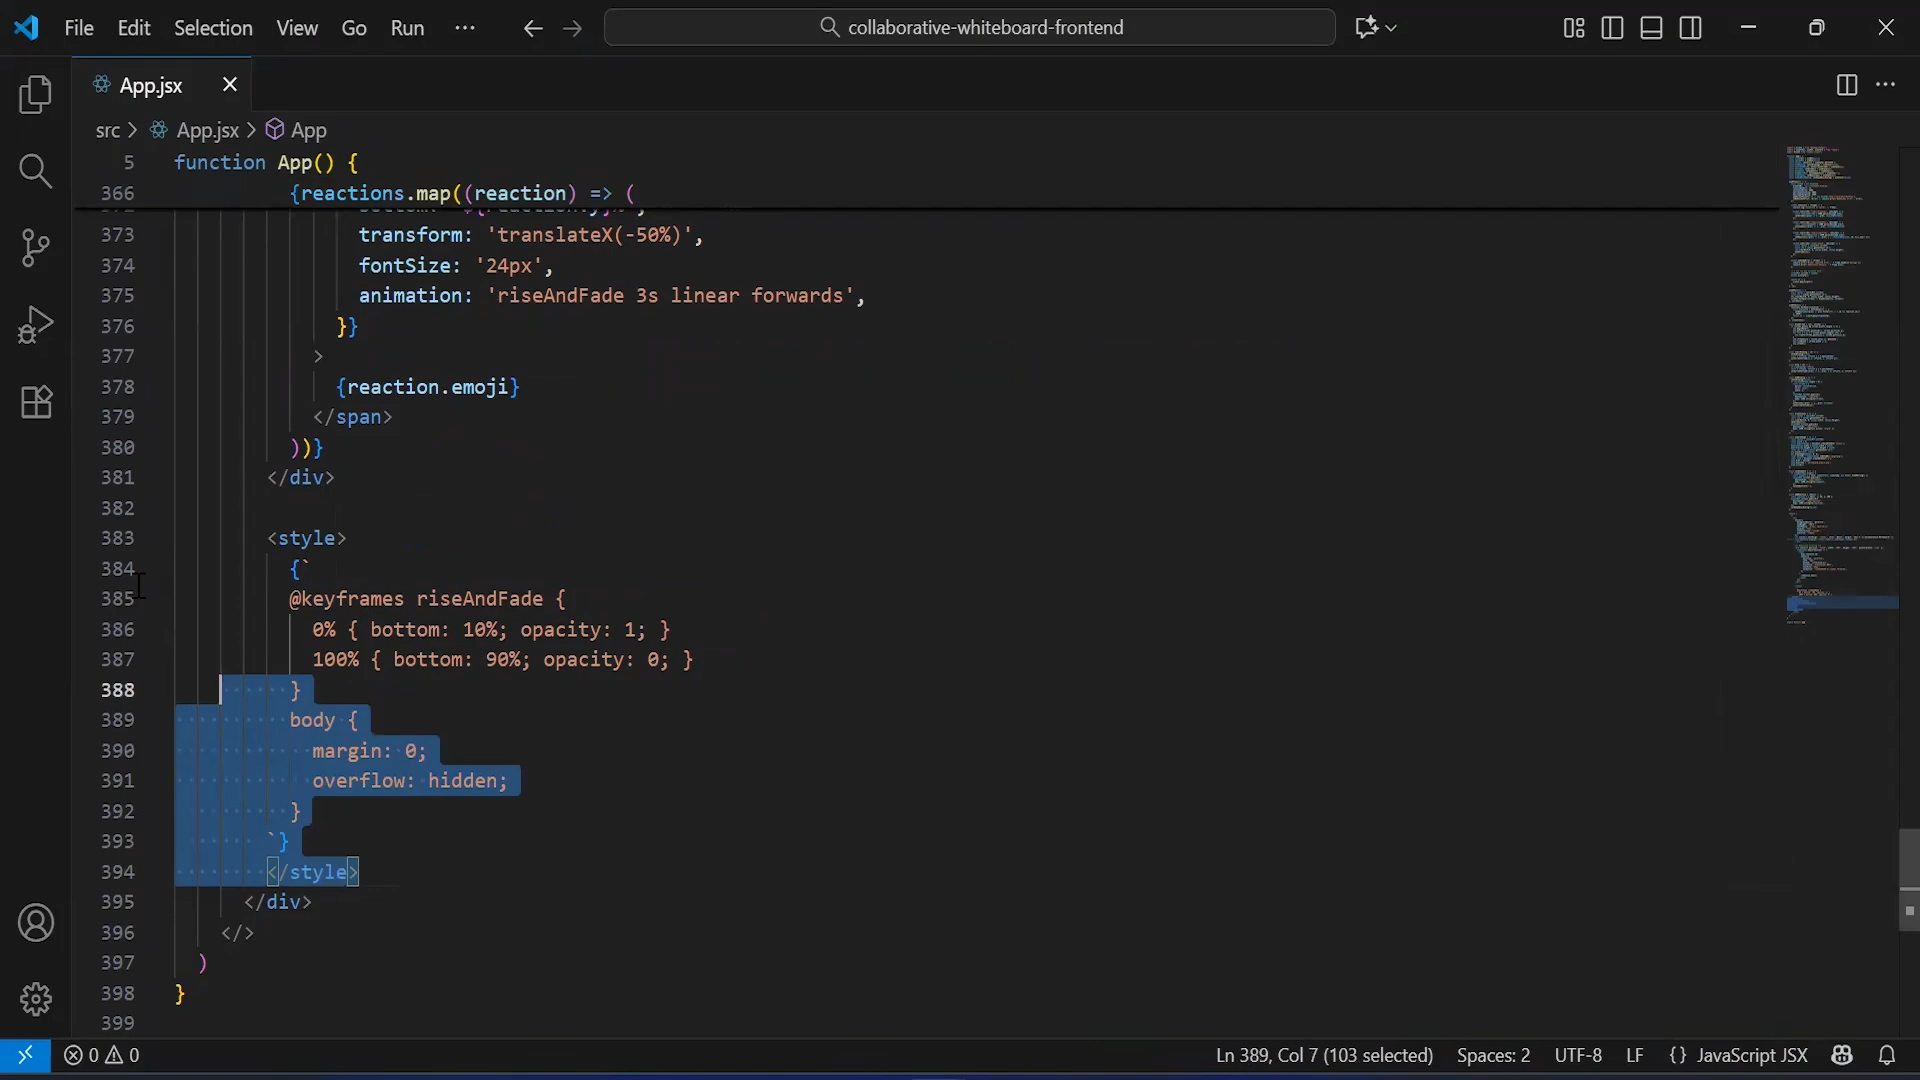 File Edit Selection View Go Run ··· collaborative-whiteboard-frontend
App.jsx
src > App.jsx > App
5 function App() {
366 {reactions.map((reaction) => (
373 transform: 'translateX(-50%)',
374 fontSize: '24px',
375 animation: 'riseAndFade 3s linear forwards',
376 }}
377 >
378 {reaction.emoji}
379 </span>
380 ))}
381 </div>
382
383 <style>
384 {`
385 @keyframes riseAndFade {
386 0% { bottom: 10%; opacity: 1; }
387 100% { bottom: 90%; opacity: 0; }
388 }
389 body {
390 margin: 0;
391 overflow: hidden;
392 }
393 `}
394 </style>
395 </div>
396 </>
397 )
398 }
399
0 0 Ln 389, Col 7 (103 selected) Spaces: 2 UTF-8 LF {} JavaScript JSX